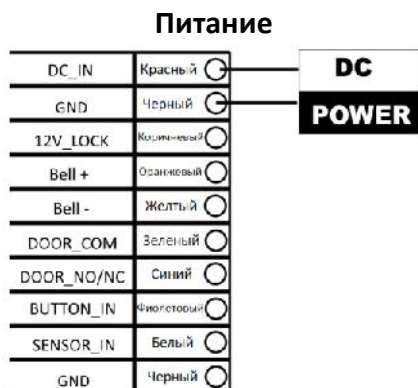 Питание
DC_IN Красный DC
GND Черный POWER
12V_LOCK Коричневый
Bell + Оранжевый
Bell - Желтый
DOOR_COM Зеленый
DOOR_NO/NC Синий
BUTTON_IN Фиолетовый
SENSOR_IN Белый
GND Черный